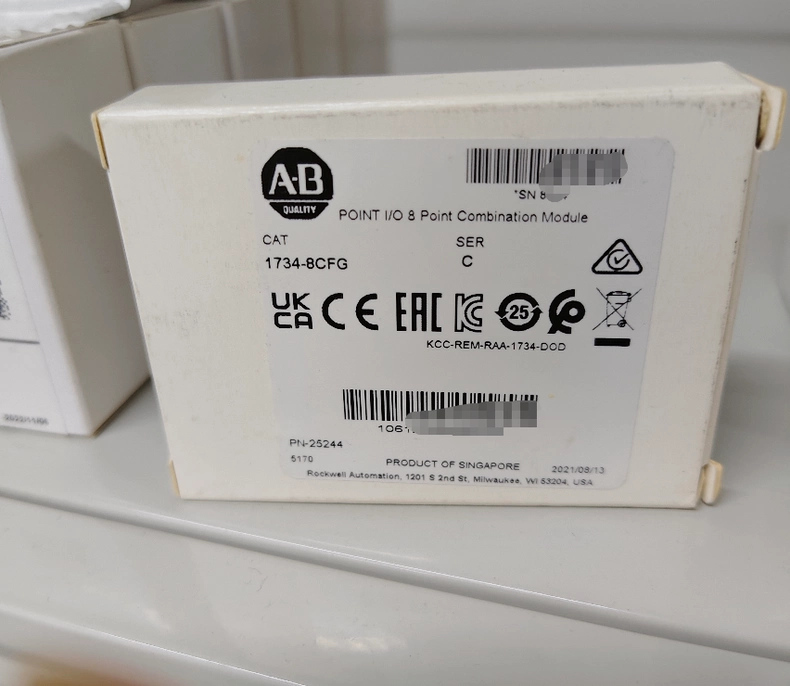 A-B
QUALITY
*SN 8
POINT I/O 8 Point Combination Module
CAT
SER
1734-8CFG
C
UK
CA
CE
EAC
25
KCC-REM-RAA-1734-DOD
1061
PN-25244
5170
PRODUCT OF SINGAPORE
2021/08/13
Rockwell Automation, 1201 S 2nd St, Milwaukee, WI 53204, USA